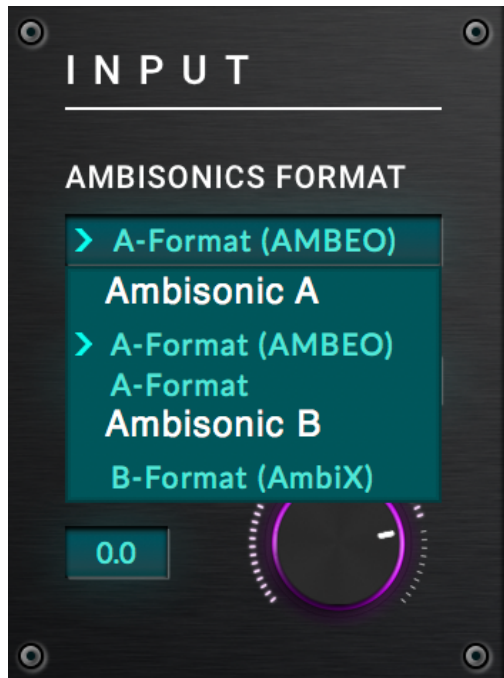 INPUT
AMBISONICS FORMAT
A-Format (AMBEO)
Ambisonic A
A-Format (AMBEO)
A-Format
Ambisonic B
B-Format (AmbiX)
0.0